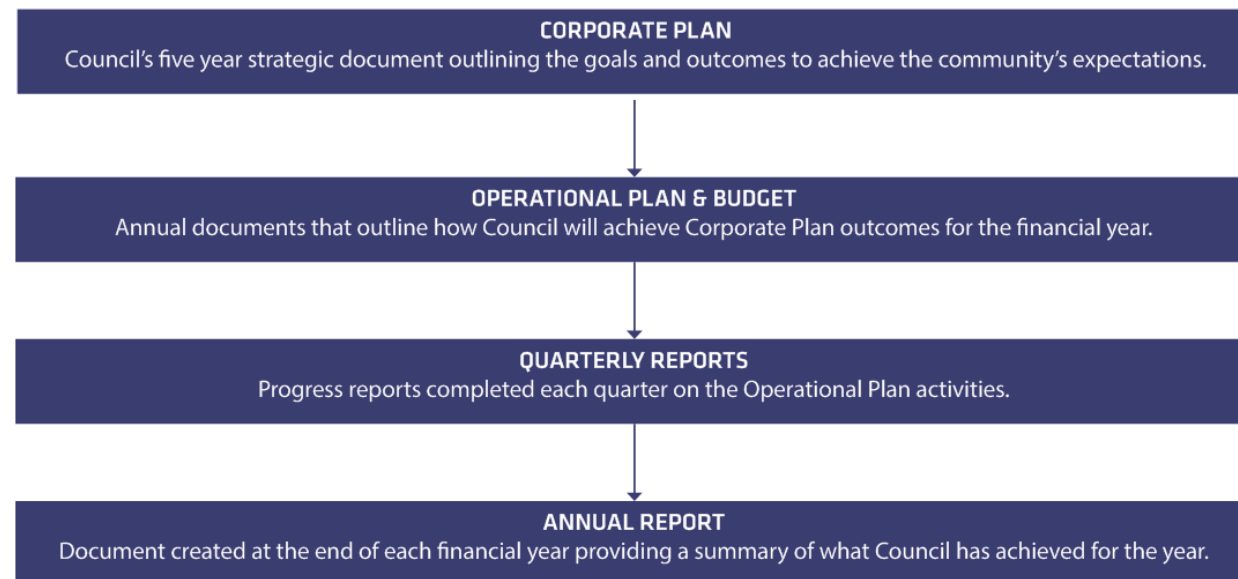 CORPORATE PLAN
Council’s five year strategic document outlining the goals and outcomes to achieve the community’s expectations.
OPERATIONAL PLAN & BUDGET
Annual documents that outline how Council will achieve Corporate Plan outcomes for the financial year.
QUARTERLY REPORTS
Progress reports completed each quarter on the Operational Plan activities.
ANNUAL REPORT
Document created at the end of each financial year providing a summary of what Council has achieved for the year.